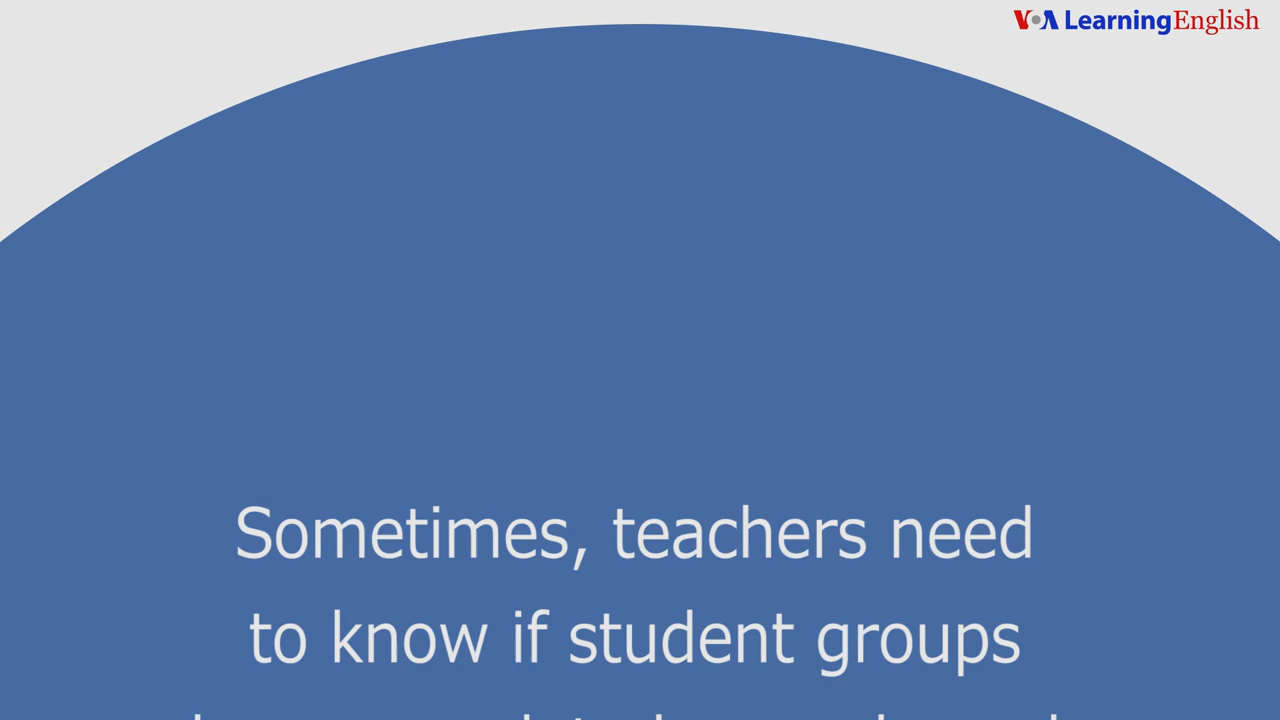 VOA LearningEnglish
Sometimes, teachers need
to know if student groups